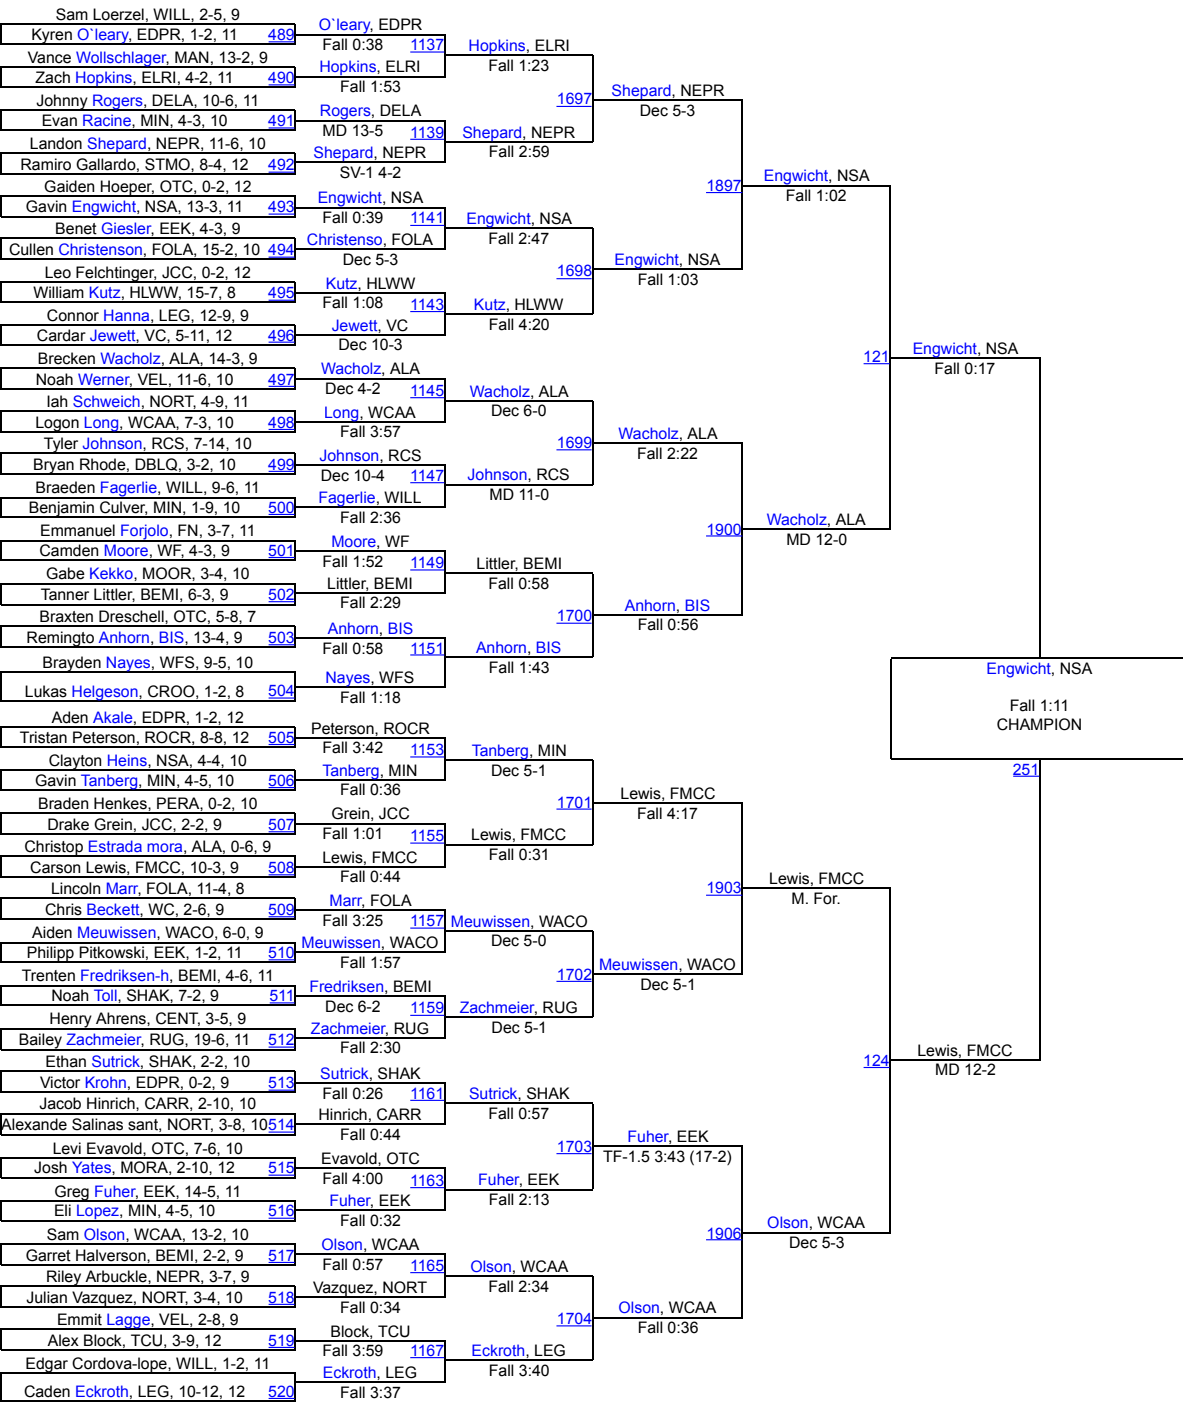 Sam Loerzel, WILL, 2-5, 9
Kyren O`leary, EDPR, 1-2, 11 489
Vance Wollschlager, MAN, 13-2, 9
Zach Hopkins, ELRI, 4-2, 11 490
Johnny Rogers, DELA, 10-6, 11
Evan Racine, MIN, 4-3, 10 491
Landon Shepard, NEPR, 11-6, 10
Ramiro Gallardo, STMO, 8-4, 12 492
Gaiden Hoeper, OTC, 0-2, 12
Gavin Engwicht, NSA, 13-3, 11 493
Benet Giesler, EEK, 4-3, 9
Cullen Christenson, FOLA, 15-2, 10 494
Leo Felchtinger, JCC, 0-2, 12
William Kutz, HLWW, 15-7, 8 495
Connor Hanna, LEG, 12-9, 9
Cardar Jewett, VC, 5-11, 12 496
Brecken Wacholz, ALA, 14-3, 9
Noah Werner, VEL, 11-6, 10 497
Iah Schweich, NORT, 4-9, 11
Logon Long, WCAA, 7-3, 10 498
Tyler Johnson, RCS, 7-14, 10
Bryan Rhode, DBLQ, 3-2, 10 499
Braeden Fagerlie, WILL, 9-6, 11
Benjamin Culver, MIN, 1-9, 10 500
Emmanuel Forjolo, FN, 3-7, 11
Camden Moore, WF, 4-3, 9 501
Gabe Kekko, MOOR, 3-4, 10
Tanner Littler, BEMI, 6-3, 9 502
Braxten Dreschell, OTC, 5-8, 7
Remingto Anhorn, BIS, 13-4, 9 503
Brayden Nayes, WFS, 9-5, 10
Lukas Helgeson, CROO, 1-2, 8 504
Aden Akale, EDPR, 1-2, 12
Tristan Peterson, ROCR, 8-8, 12 505
Clayton Heins, NSA, 4-4, 10
Gavin Tanberg, MIN, 4-5, 10 506
Braden Henkes, PERA, 0-2, 10
Drake Grein, JCC, 2-2, 9 507
Christop Estrada mora, ALA, 0-6, 9
Carson Lewis, FMCC, 10-3, 9 508
Lincoln Marr, FOLA, 11-4, 8
Chris Beckett, WC, 2-6, 9 509
Aiden Meuwissen, WACO, 6-0, 9
Philipp Pitkowski, EEK, 1-2, 11 510
Trenten Fredriksen-h, BEMI, 4-6, 11
Noah Toll, SHAK, 7-2, 9 511
Henry Ahrens, CENT, 3-5, 9
Bailey Zachmeier, RUG, 19-6, 11 512
Ethan Sutrick, SHAK, 2-2, 10
Victor Krohn, EDPR, 0-2, 9 513
Jacob Hinrich, CARR, 2-10, 10
Alexande Salinas sant, NORT, 3-8, 10 514
Levi Evavold, OTC, 7-6, 10
Josh Yates, MORA, 2-10, 12 515
Greg Fuher, EEK, 14-5, 11
Eli Lopez, MIN, 4-5, 10 516
Sam Olson, WCAA, 13-2, 10
Garret Halverson, BEMI, 2-2, 9 517
Riley Arbuckle, NEPR, 3-7, 9
Julian Vazquez, NORT, 3-4, 10 518
Emmit Lagge, VEL, 2-8, 9
Alex Block, TCU, 3-9, 12 519
Edgar Cordova-lope, WILL, 1-2, 11
Caden Eckroth, LEG, 10-12, 12 520
O`leary, EDPR
Fall 0:38 1137
Hopkins, ELRI
Fall 1:53
Rogers, DELA
MD 13-5 1139
Shepard, NEPR
SV-1 4-2
Engwicht, NSA
Fall 0:39 1141
Christenso, FOLA
Dec 5-3
Kutz, HLWW
Fall 1:08 1143
Jewett, VC
Dec 10-3
Wacholz, ALA
Dec 4-2 1145
Long, WCAA
Fall 3:57
Johnson, RCS
Dec 10-4 1147
Fagerlie, WILL
Fall 2:36
Moore, WF
Fall 1:52 1149
Littler, BEMI
Fall 2:29
Anhorn, BIS
Fall 0:58 1151
Nayes, WFS
Fall 1:18
Peterson, ROCR
Fall 3:42 1153
Tanberg, MIN
Fall 0:36
Grein, JCC
Fall 1:01 1155
Lewis, FMCC
Fall 0:44
Marr, FOLA
Fall 3:25 1157
Meuwissen, WACO
Fall 1:57
Fredriksen, BEMI
Dec 6-2 1159
Zachmeier, RUG
Fall 2:30
Sutrick, SHAK
Fall 0:26 1161
Hinrich, CARR
Fall 0:44
Evavold, OTC
Fall 4:00 1163
Fuher, EEK
Fall 0:32
Olson, WCAA
Fall 0:57 1165
Vazquez, NORT
Fall 0:34
Block, TCU
Fall 3:59 1167
Eckroth, LEG
Fall 3:37
Hopkins, ELRI
Fall 1:23
1697
Shepard, NEPR
Fall 2:59
Engwicht, NSA
Fall 2:47
1698
Kutz, HLWW
Fall 4:20
Wacholz, ALA
Dec 6-0
1699
Johnson, RCS
MD 11-0
Littler, BEMI
Fall 0:58
1700
Anhorn, BIS
Fall 1:43
Tanberg, MIN
Dec 5-1
1701
Lewis, FMCC
Fall 0:31
Meuwissen, WACO
Dec 5-0
1702
Zachmeier, RUG
Dec 5-1
Sutrick, SHAK
Fall 0:57
1703
Fuher, EEK
Fall 2:13
Olson, WCAA
Fall 2:34
1704
Eckroth, LEG
Fall 3:40
Shepard, NEPR
Dec 5-3
1897
Engwicht, NSA
Fall 1:03
Wacholz, ALA
Fall 2:22
1900
Anhorn, BIS
Fall 0:56
Lewis, FMCC
Fall 4:17
1903
Meuwissen, WACO
Dec 5-1
Fuher, EEK
TF-1.5 3:43 (17-2)
1906
Olson, WCAA
Fall 0:36
Engwicht, NSA
Fall 1:02
121
Wacholz, ALA
MD 12-0
Lewis, FMCC
M. For.
124
Olson, WCAA
Dec 5-3
Engwicht, NSA
Fall 0:17
Engwicht, NSA
Fall 1:11
CHAMPION
251
Lewis, FMCC
MD 12-2